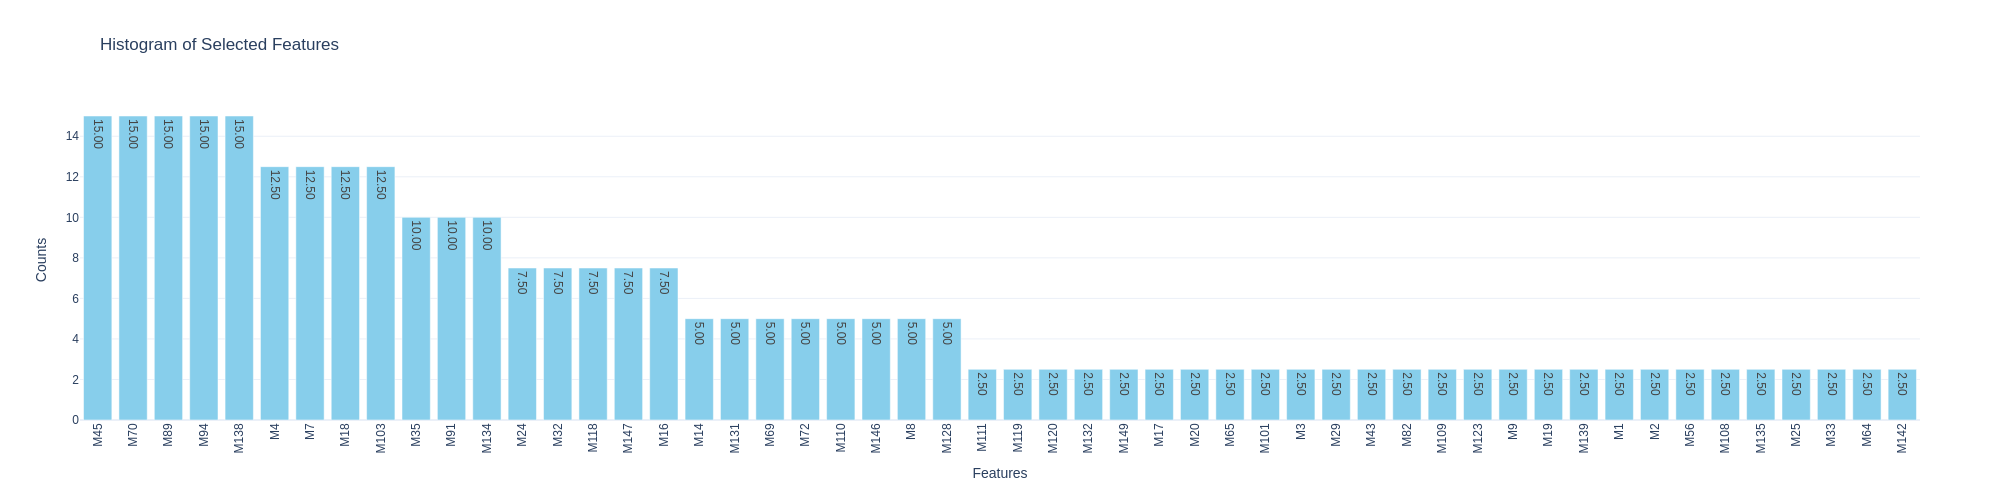 Histogram of Selected Features
15.00 15.00 15.00 15.00 15.00 12.50 12.50 12.50 12.50 10.00 10.00 10.00 7.50 7.50 7.50 7.50 7.50 5.00 5.00 5.00 5.00 5.00 5.00 5.00 5.00 2.50 2.50 2.50 2.50 2.50 2.50 2.50 2.50 2.50 2.50 2.50 2.50 2.50 2.50 2.50 2.50 2.50 2.50 2.50 2.50 2.50 2.50 2.50 2.50 2.50 2.50 2.50
14
12
10
8
6
4
2
0
Counts
M45 M70 M89 M94 M138 M4 M7 M18 M103 M35 M91 M134 M24 M32 M118 M147 M16 M14 M131 M69 M72 M110 M146 M8 M128 M111 M119 M120 M132 M149 M17 M20 M65 M101 M3 M29 M43 M82 M109 M123 M9 M19 M139 M1 M2 M56 M108 M135 M25 M33 M64 M142
Features